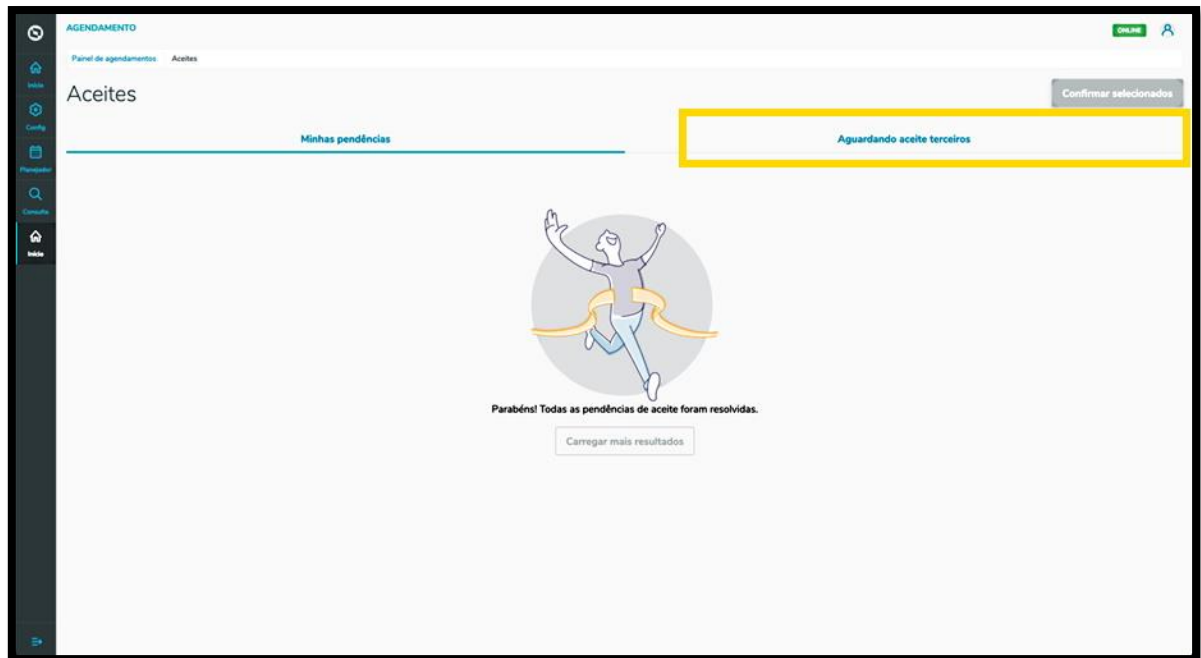 AGENDAMENTO
ONLINE
Painel de agendamentos Aceites
Início
Aceites
Confirmar selecionados
Config
Minhas pendências
Aguardando aceite terceiros
Planejador
Consulta
Início
Parabéns! Todas as pendências de aceite foram resolvidas.
Carregar mais resultados